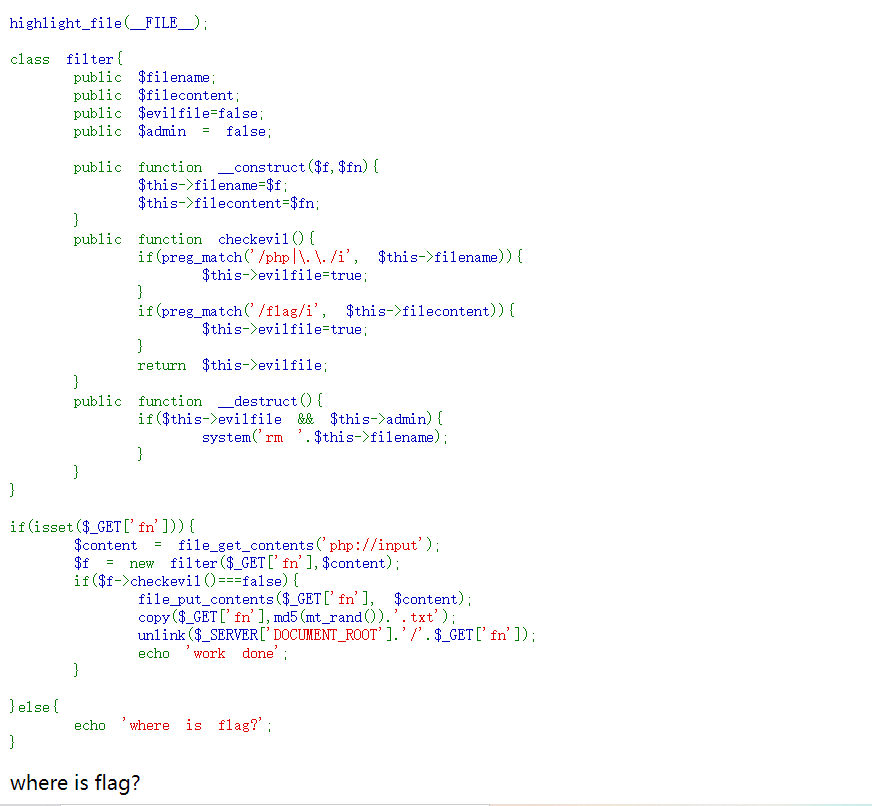 highlight_file(__FILE__);
class filter{
public $filename;
public $filecontent;
public $evilfile=false;
public $admin = false;
public function __construct($f,$fn){
$this->filename=$f;
$this->filecontent=$fn;
}
public function checkevil(){
if(preg_match('/php|\.\./i', $this->filename)){
$this->evilfile=true;
}
if(preg_match('/flag/i', $this->filecontent)){
$this->evilfile=true;
}
return $this->evilfile;
}
public function __destruct(){
if($this->evilfile && $this->admin){
system('rm '.$this->filename);
}
}
}
if(isset($_GET['fn'])){
$content = file_get_contents('php://input');
$f = new filter($_GET['fn'],$content);
if($f->checkevil()===false){
file_put_contents($_GET['fn'], $content);
copy($_GET['fn'],md5(mt_rand()).'.txt');
unlink($_SERVER['DOCUMENT_ROOT'].'/'.$_GET['fn']);
echo 'work done';
}
}else{
echo 'where is flag?';
}
where is flag?